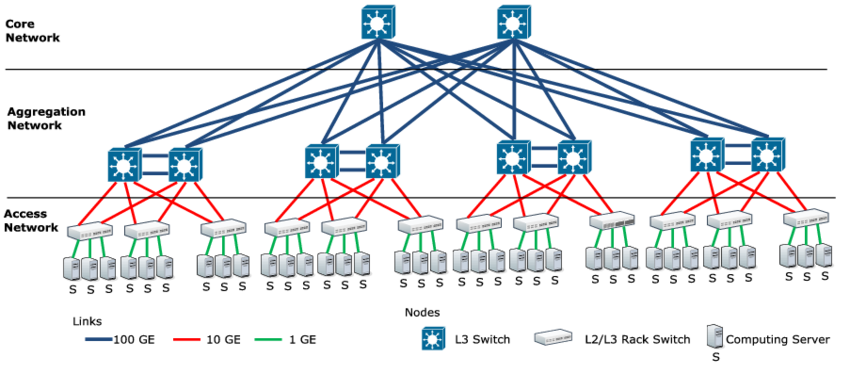 Core
Network
Aggregation
Network
Access
Network
S S S S S S S S S S S S S S S S S S S S S S S S S S S S S S S S S S S S
Links
Nodes
100 GE
10 GE
1 GE
L3 Switch
L2/L3 Rack Switch
Computing Server
S